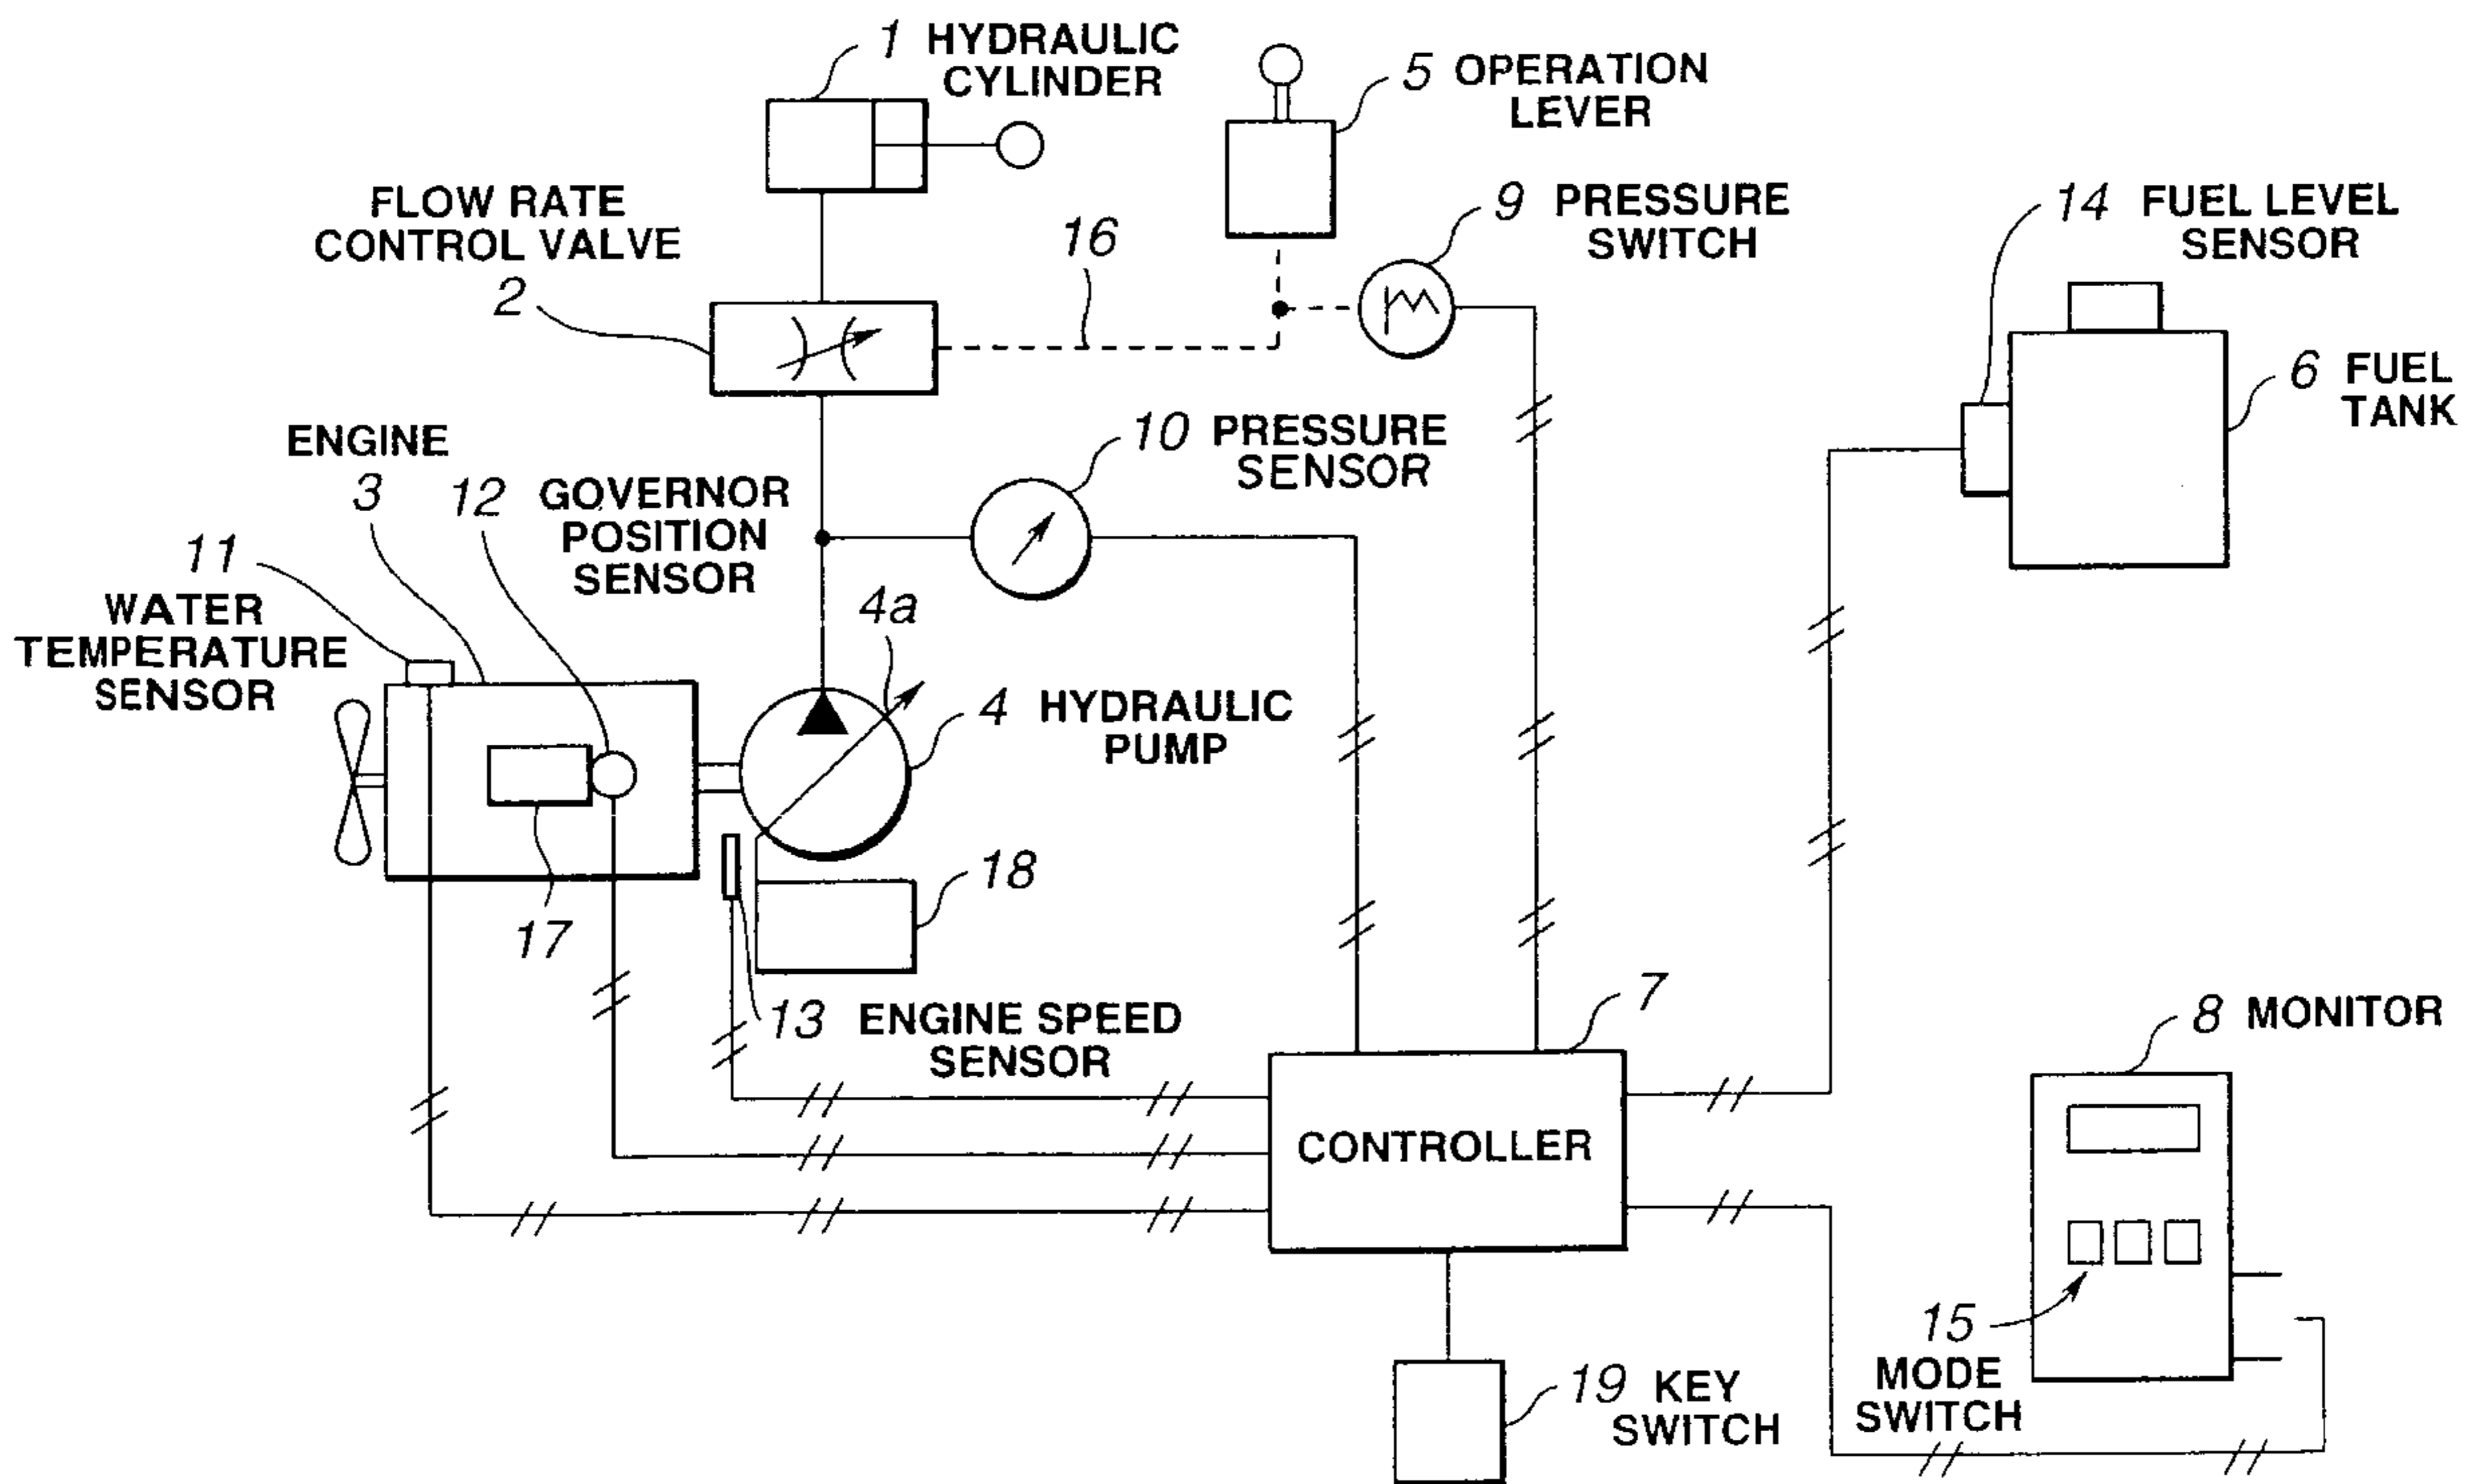 1 HYDRAULIC
CYLINDER
5 OPERATION
LEVER
FLOW RATE
CONTROL VALVE
2
16
9 PRESSURE
SWITCH
14 FUEL LEVEL
SENSOR
6 FUEL
TANK
ENGINE
3
10 PRESSURE
SENSOR
12 GOVERNOR
POSITION
SENSOR
11
WATER
TEMPERATURE
SENSOR
4a
4 HYDRAULIC
PUMP
17
18
13 ENGINE SPEED
SENSOR
7
CONTROLLER
8 MONITOR
15
MODE
SWITCH
19 KEY
SWITCH